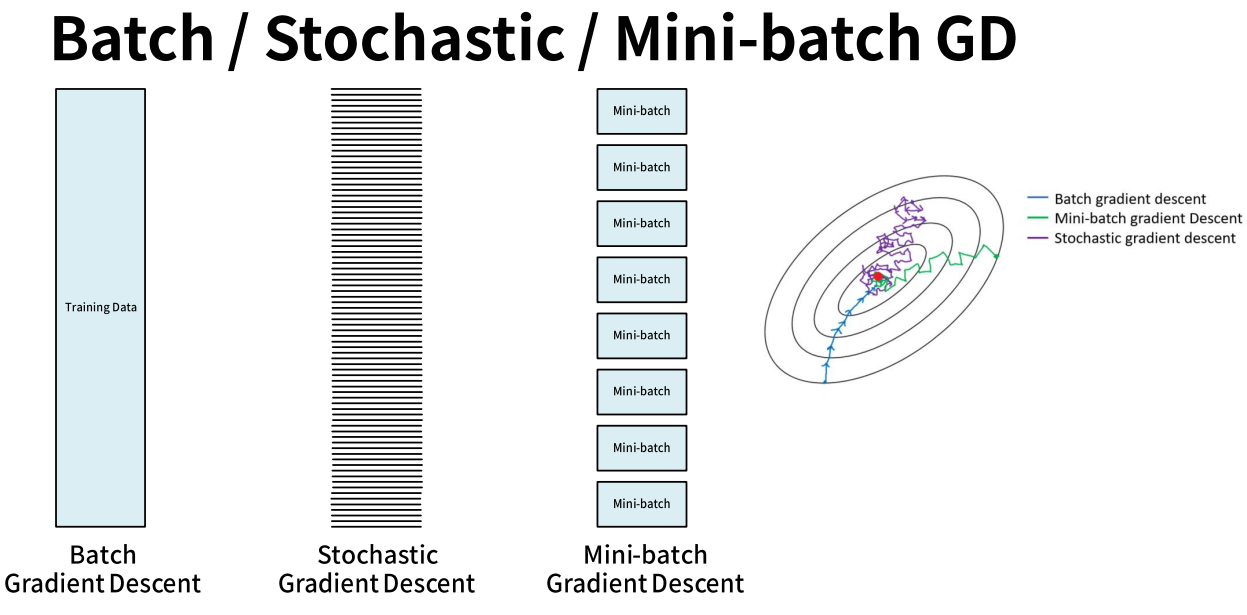 Batch / Stochastic / Mini-batch GD
Training Data
Batch
Gradient Descent
Stochastic
Gradient Descent
Mini-batch
Mini-batch
Mini-batch
Mini-batch
Mini-batch
Mini-batch
Mini-batch
Mini-batch
Mini-batch
Gradient Descent
Batch gradient descent
Mini-batch gradient Descent
Stochastic gradient descent